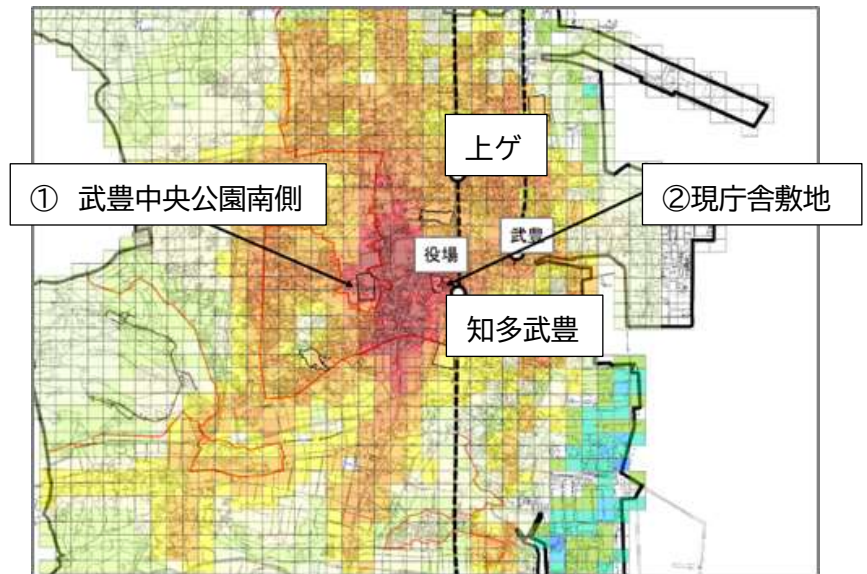 上ゲ
① 武豊中央公園南側
②現庁舎敷地
武豊
役場
知多武豊